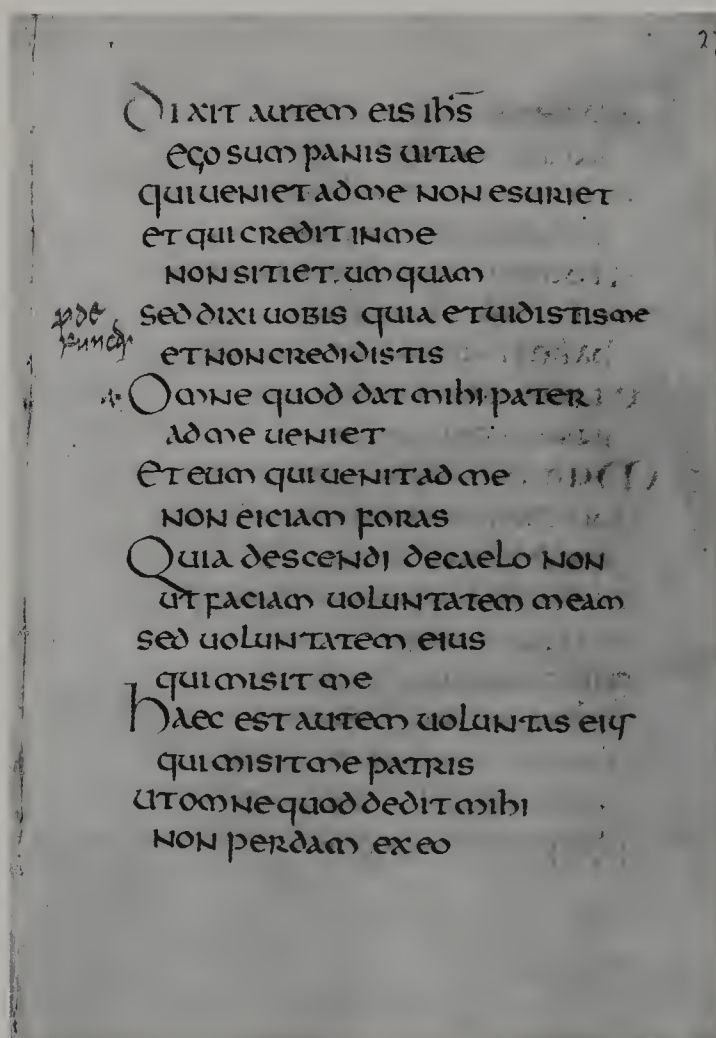 27
DIXIT AUTEM EIS IHS̅
EGO SUM PANIS UITAE
QUI UENIET AD ME NON ESURIET
ET QUI CREDIT IN ME
NON SITIET. UMQUAM
SED DIXI UOBIS QUIA ET UIDISTIS ME
ET NON CREDIDISTIS
OMNE QUOD DAT MIHI·PATER
AD ME UENIET
ET EUM QUI UENIT AD ME
NON EICIAM FORAS
QUIA DESCENDI DE CAELO NON
UT FACIAM UOLUNTATEM MEAM
SED UOLUNTATEM EIUS
QUI MISIT ME
HAEC EST AUTEM UOLUNTAS EIUS
QUI MISIT ME PATRIS
UT OMNE QUOD DEDIT MIHI
NON PERDAM EX EO